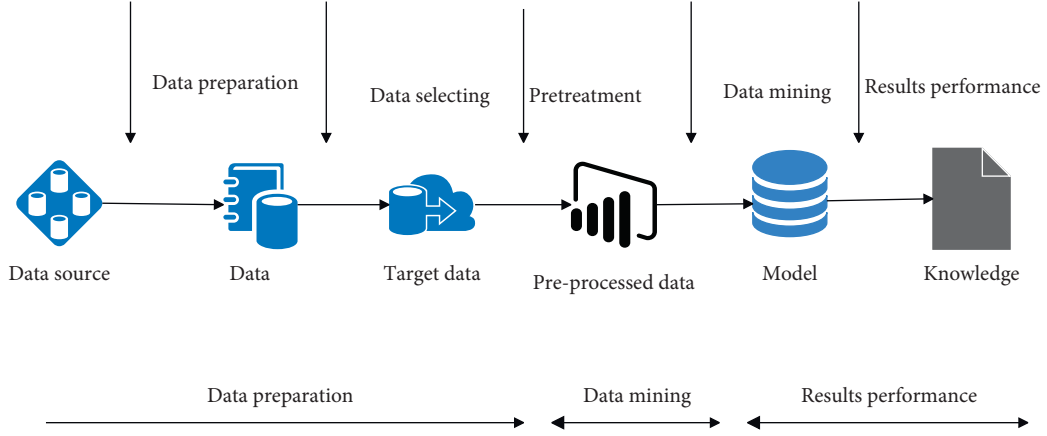 Data preparation
Data selecting
Pretreatment
Data mining
Results performance
Data source
Data
Target data
Pre-processed data
Model
Knowledge
Data preparation
Data mining
Results performance